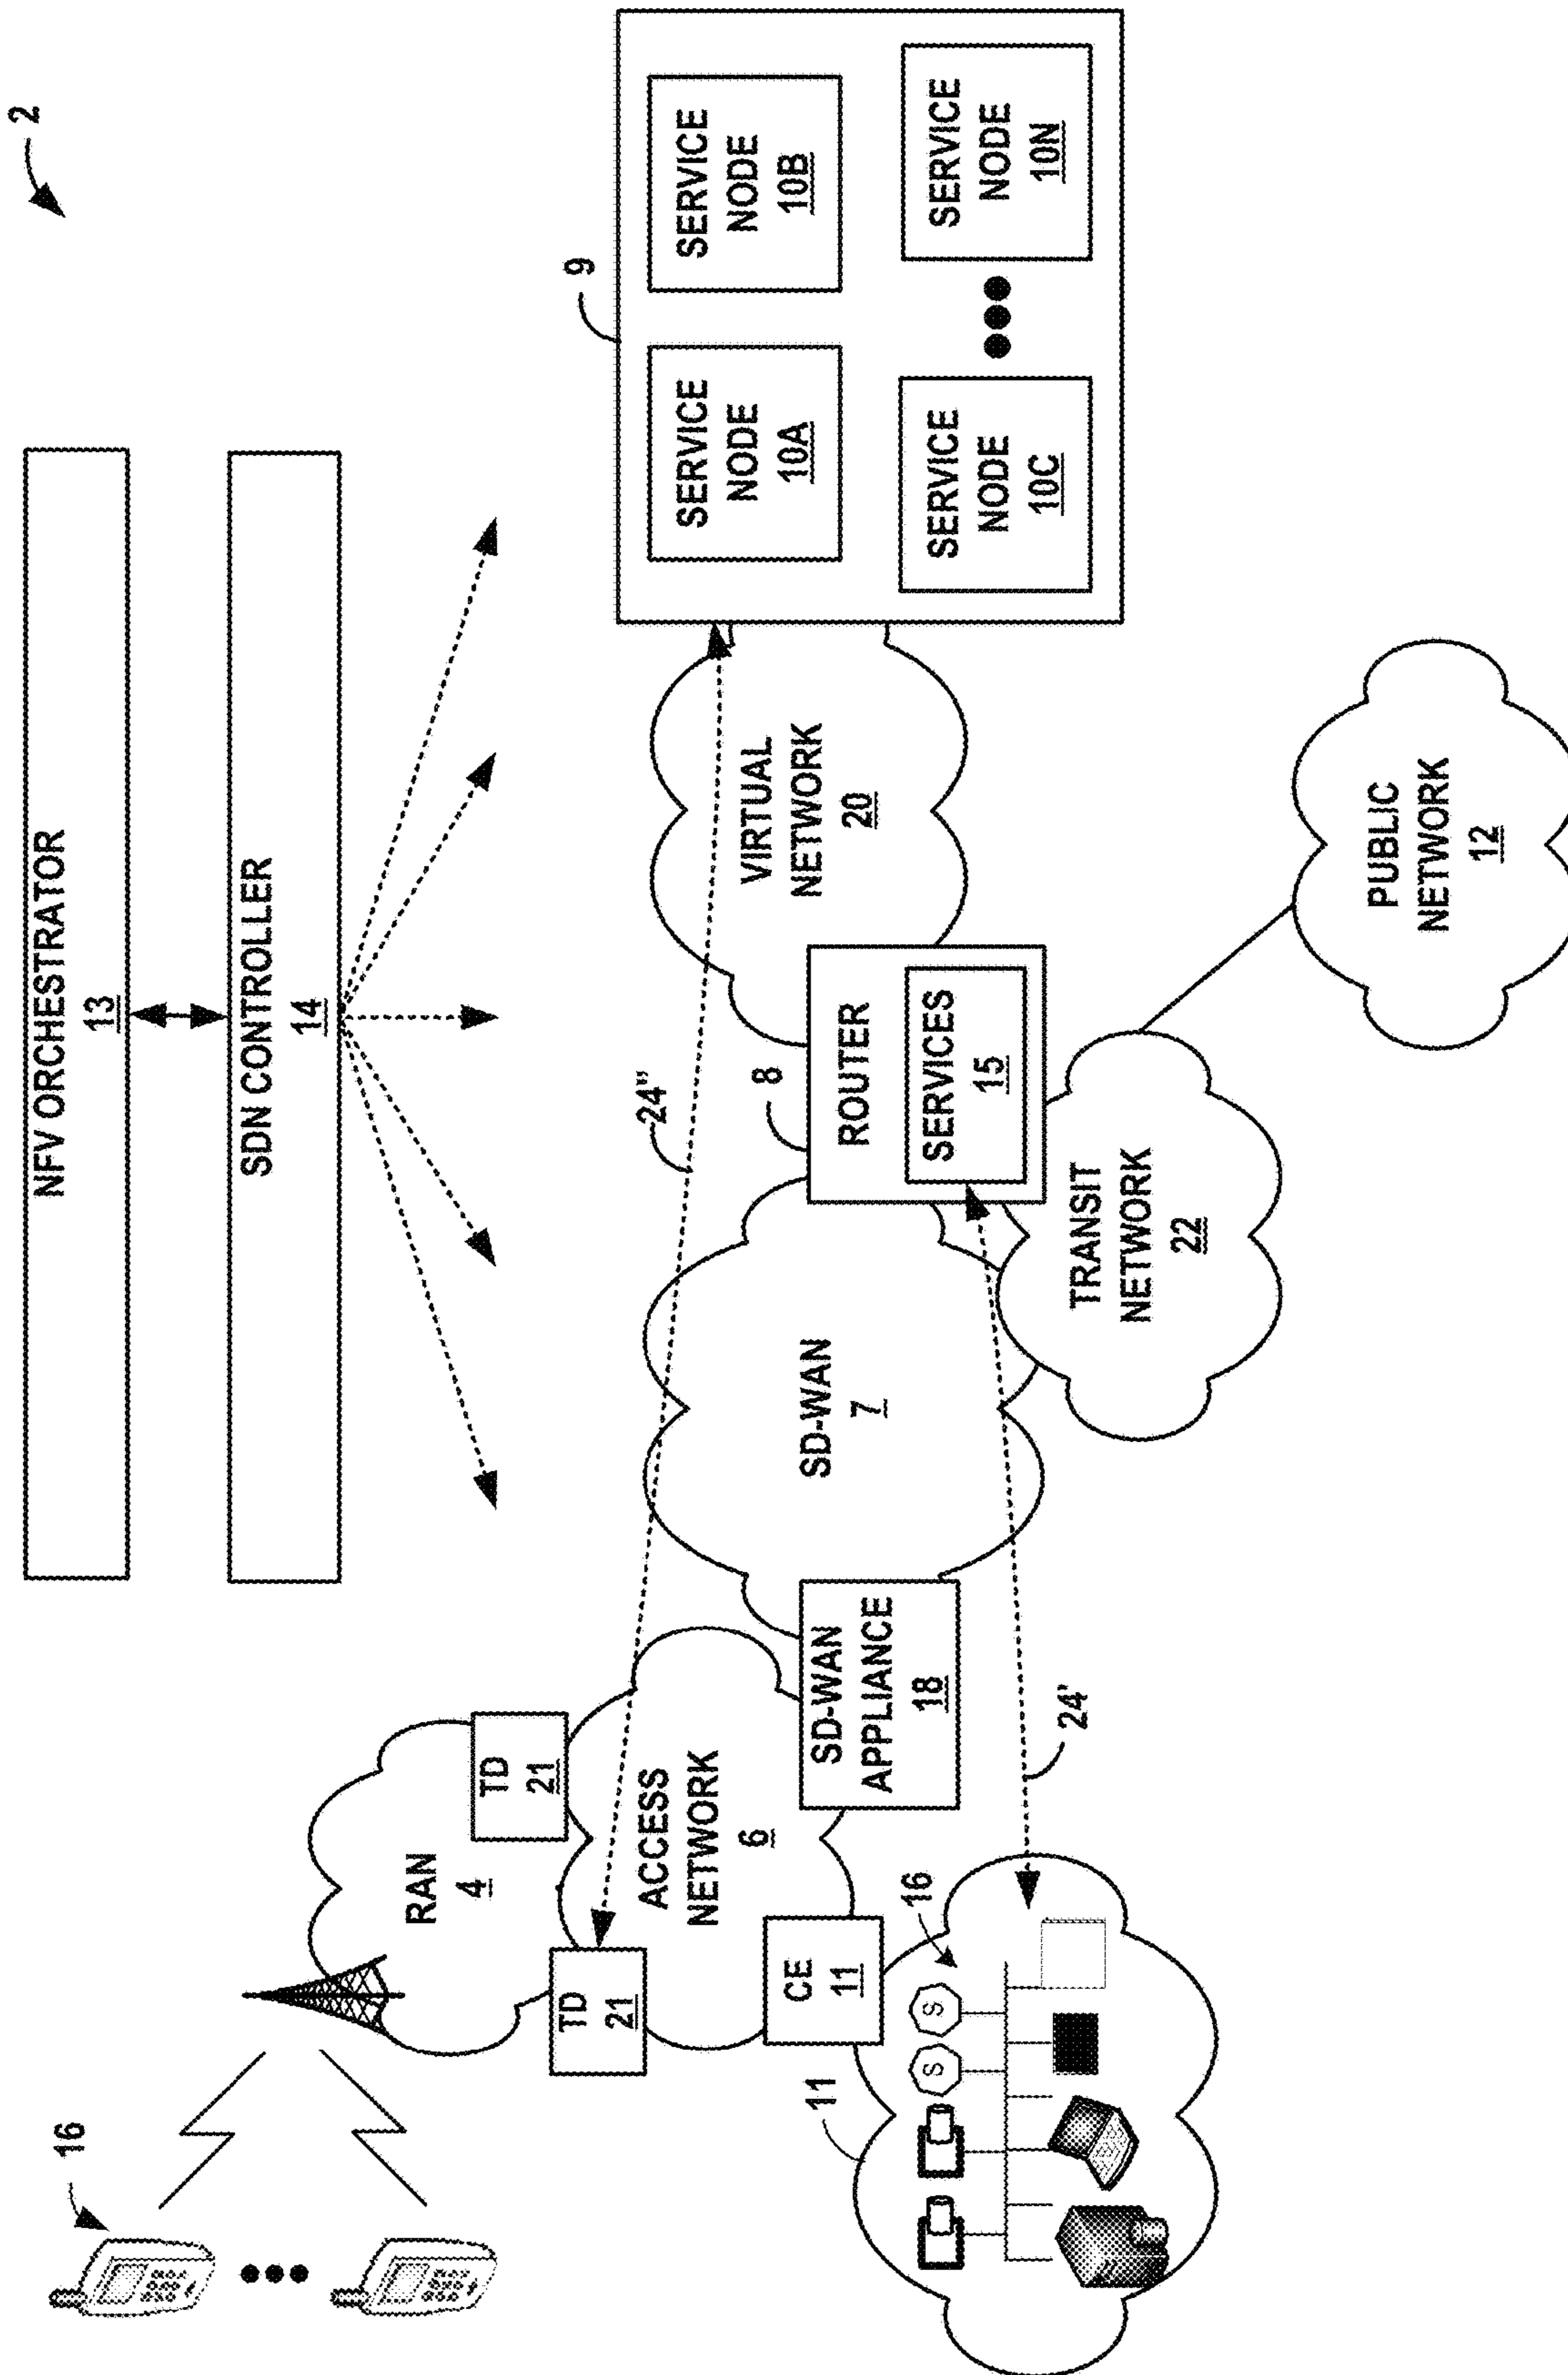 2
NFV ORCHESTRATOR
13
SDN CONTROLLER
14
16
RAN
4
TD
21
TD
21
ACCESS
NETWORK
6
CE
11
11
16
S
S
SD-WAN
APPLIANCE
18
24'
24"
SD-WAN
7
8
ROUTER
SERVICES
15
TRANSIT
NETWORK
22
VIRTUAL
NETWORK
20
PUBLIC
NETWORK
12
9
SERVICE
NODE
10A
SERVICE
NODE
10B
SERVICE
NODE
10C
SERVICE
NODE
10N